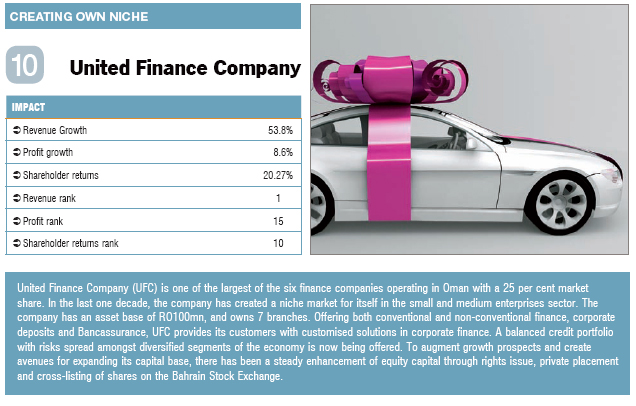 CREATING OWN NICHE
10 United Finance Company
IMPACT
➲ Revenue Growth 53.8%
➲ Profit growth 8.6%
➲ Shareholder returns 20.27%
➲ Revenue rank 1
➲ Profit rank 15
➲ Shareholder returns rank 10
United Finance Company (UFC) is one of the largest of the six finance companies operating in Oman with a 25 per cent market
share. In the last one decade, the company has created a niche market for itself in the small and medium enterprises sector. The
company has an asset base of RO100mn, and owns 7 branches. Offering both conventional and non-conventional finance, corporate
deposits and Bancassurance, UFC provides its customers with customised solutions in corporate finance. A balanced credit portfolio
with risks spread amongst diversified segments of the economy is now being offered. To augment growth prospects and create
avenues for expanding its capital base, there has been a steady enhancement of equity capital through rights issue, private placement
and cross-listing of shares on the Bahrain Stock Exchange.